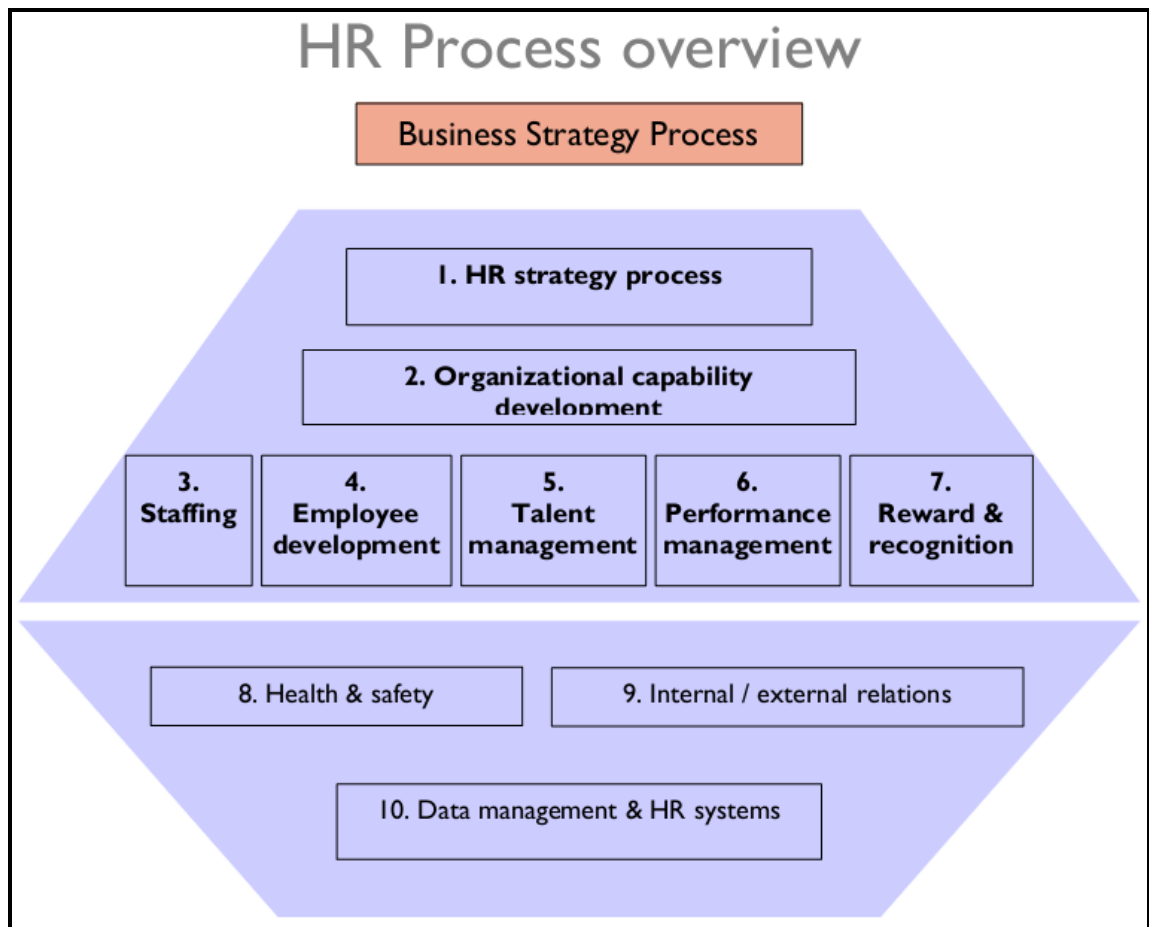 HR Process overview
Business Strategy Process
1. HR strategy process
2. Organizational capability
development
3.
Staffing
4.
Employee
development
5.
Talent
management
6.
Performance
management
7.
Reward &
recognition
8. Health & safety
9. Internal / external relations
10. Data management & HR systems